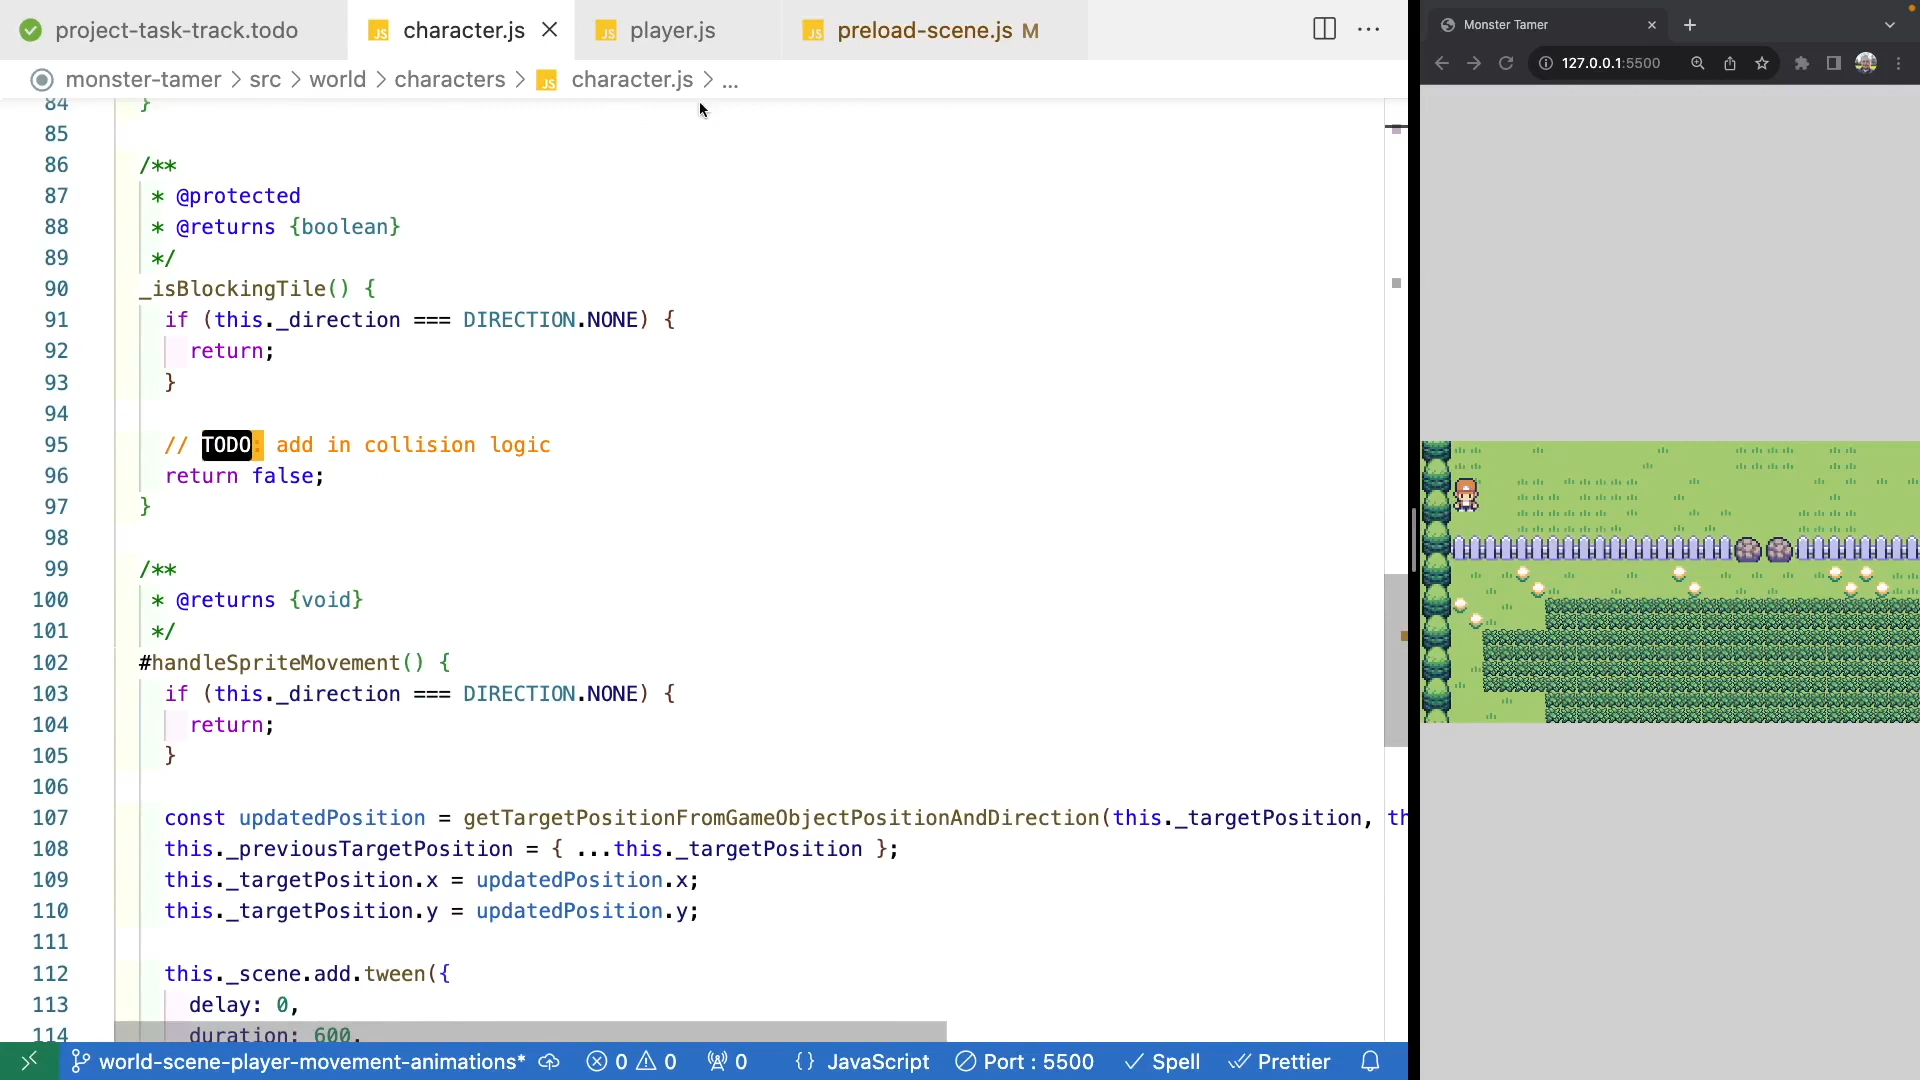 project-task-track.todo
JS character.js
JS player.js
JS preload-scene.js M
monster-tamer > src > world > characters > JS character.js > ...
84 }
85
86 /**
87 * @protected
88 * @returns {boolean}
89 */
90 _isBlockingTile() {
91 if (this._direction === DIRECTION.NONE) {
92 return;
93 }
94
95 // TODO: add in collision logic
96 return false;
97 }
98
99 /**
100 * @returns {void}
101 */
102 #handleSpriteMovement() {
103 if (this._direction === DIRECTION.NONE) {
104 return;
105 }
106
107 const updatedPosition = getTargetPositionFromGameObjectPositionAndDirection(this._targetPosition, th
108 this._previousTargetPosition = { ...this._targetPosition };
109 this._targetPosition.x = updatedPosition.x;
110 this._targetPosition.y = updatedPosition.y;
111
112 this._scene.add.tween({
113 delay: 0,
114 duration: 600,
world-scene-player-movement-animations* 0 0 0 {} JavaScript Port : 5500 Spell Prettier
Monster Tamer
127.0.0.1:5500